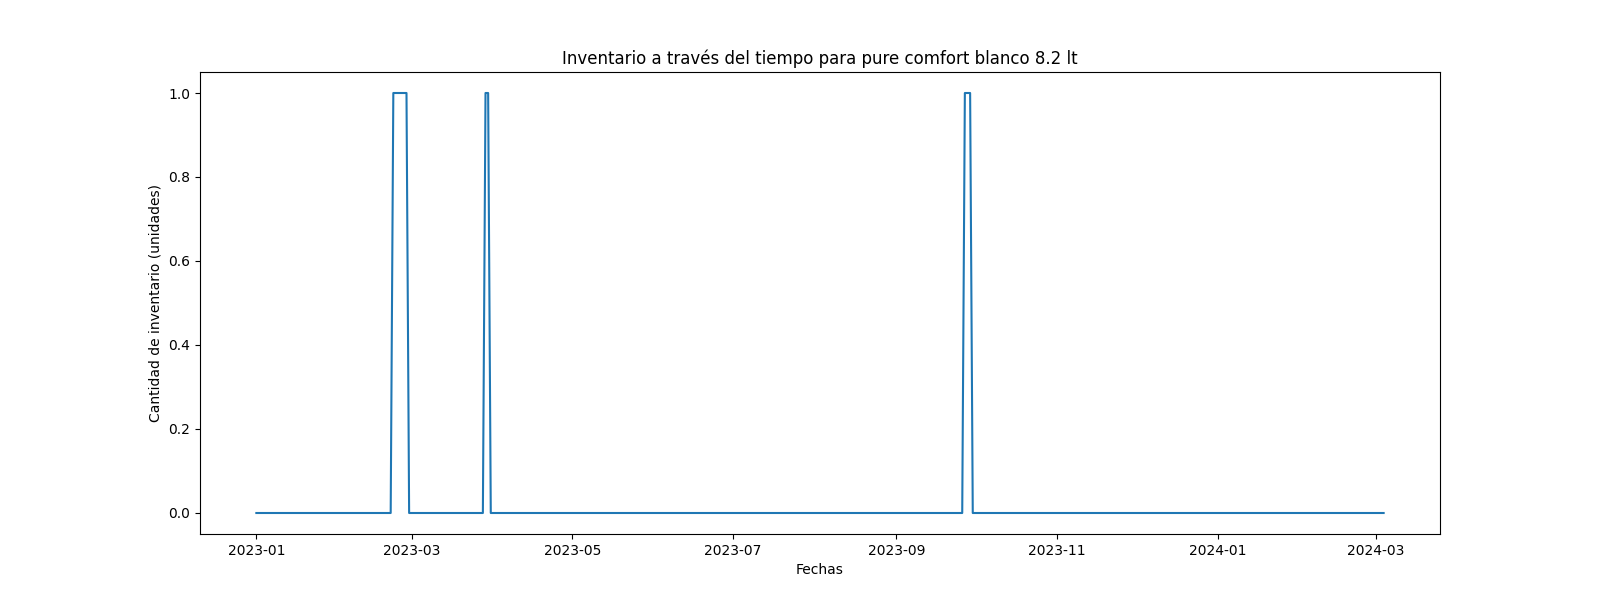 Inventario a través del tiempo para pure comfort blanco 8.2 lt
Cantidad de inventario (unidades)
1.0
0.8
0.6
0.4
0.2
0.0
2023-01 2023-03 2023-05 2023-07 2023-09 2023-11 2024-01 2024-03
Fechas